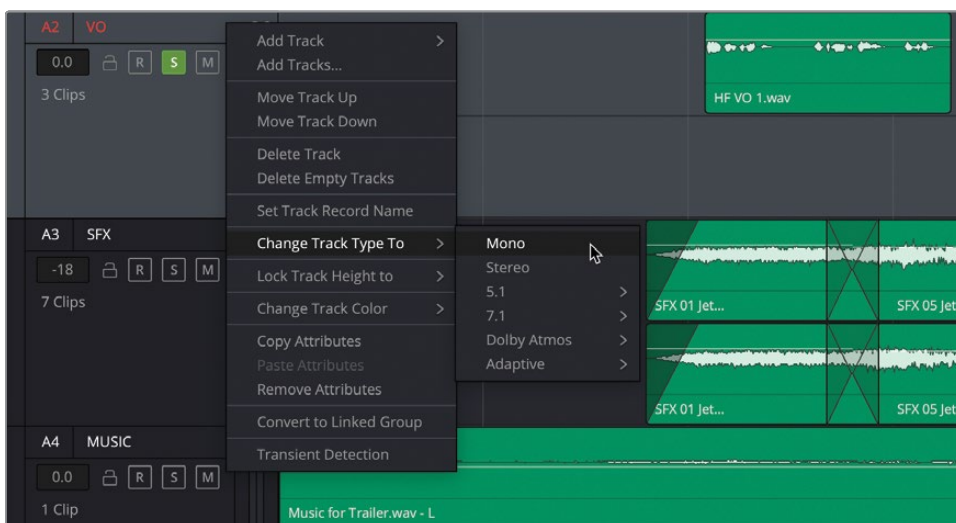 A2 VO
0.0 R S M
3 Clips
Add Track
Add Tracks...
Move Track Up
Move Track Down
Delete Track
Delete Empty Tracks
Set Track Record Name
Change Track Type To
Lock Track Height to
Change Track Color
Copy Attributes
Paste Attributes
Remove Attributes
Convert to Linked Group
Transient Detection
Mono
Stereo
5.1
7.1
Dolby Atmos
Adaptive
HF VO 1.wav
A3 SFX
-18 R S M
7 Clips
SFX 01 Jet...
SFX 05 Jet
SFX 01 Jet...
SFX 05 Jet
A4 MUSIC
0.0 R S M
1 Clip
Music for Trailer.wav - L